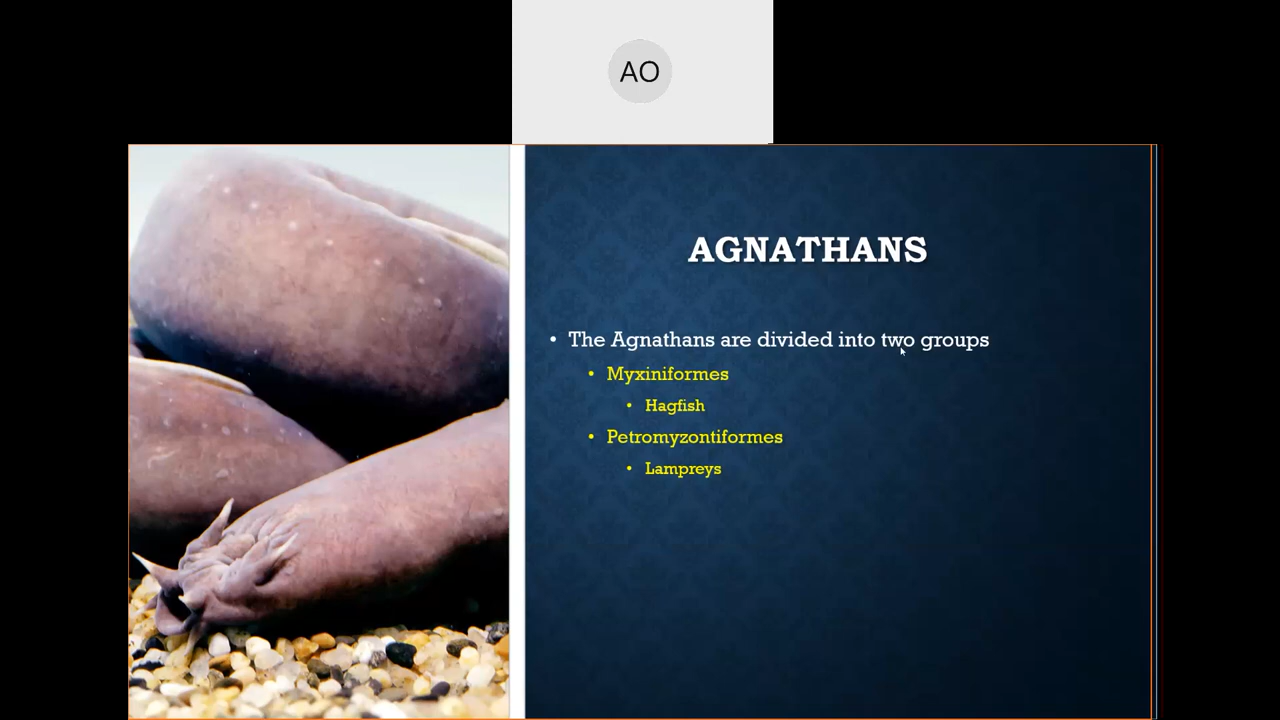 AO
AGNATHANS
• The Agnathans are divided into two groups
• Myxiniformes
• Hagfish
• Petromyzontiformes
• Lampreys